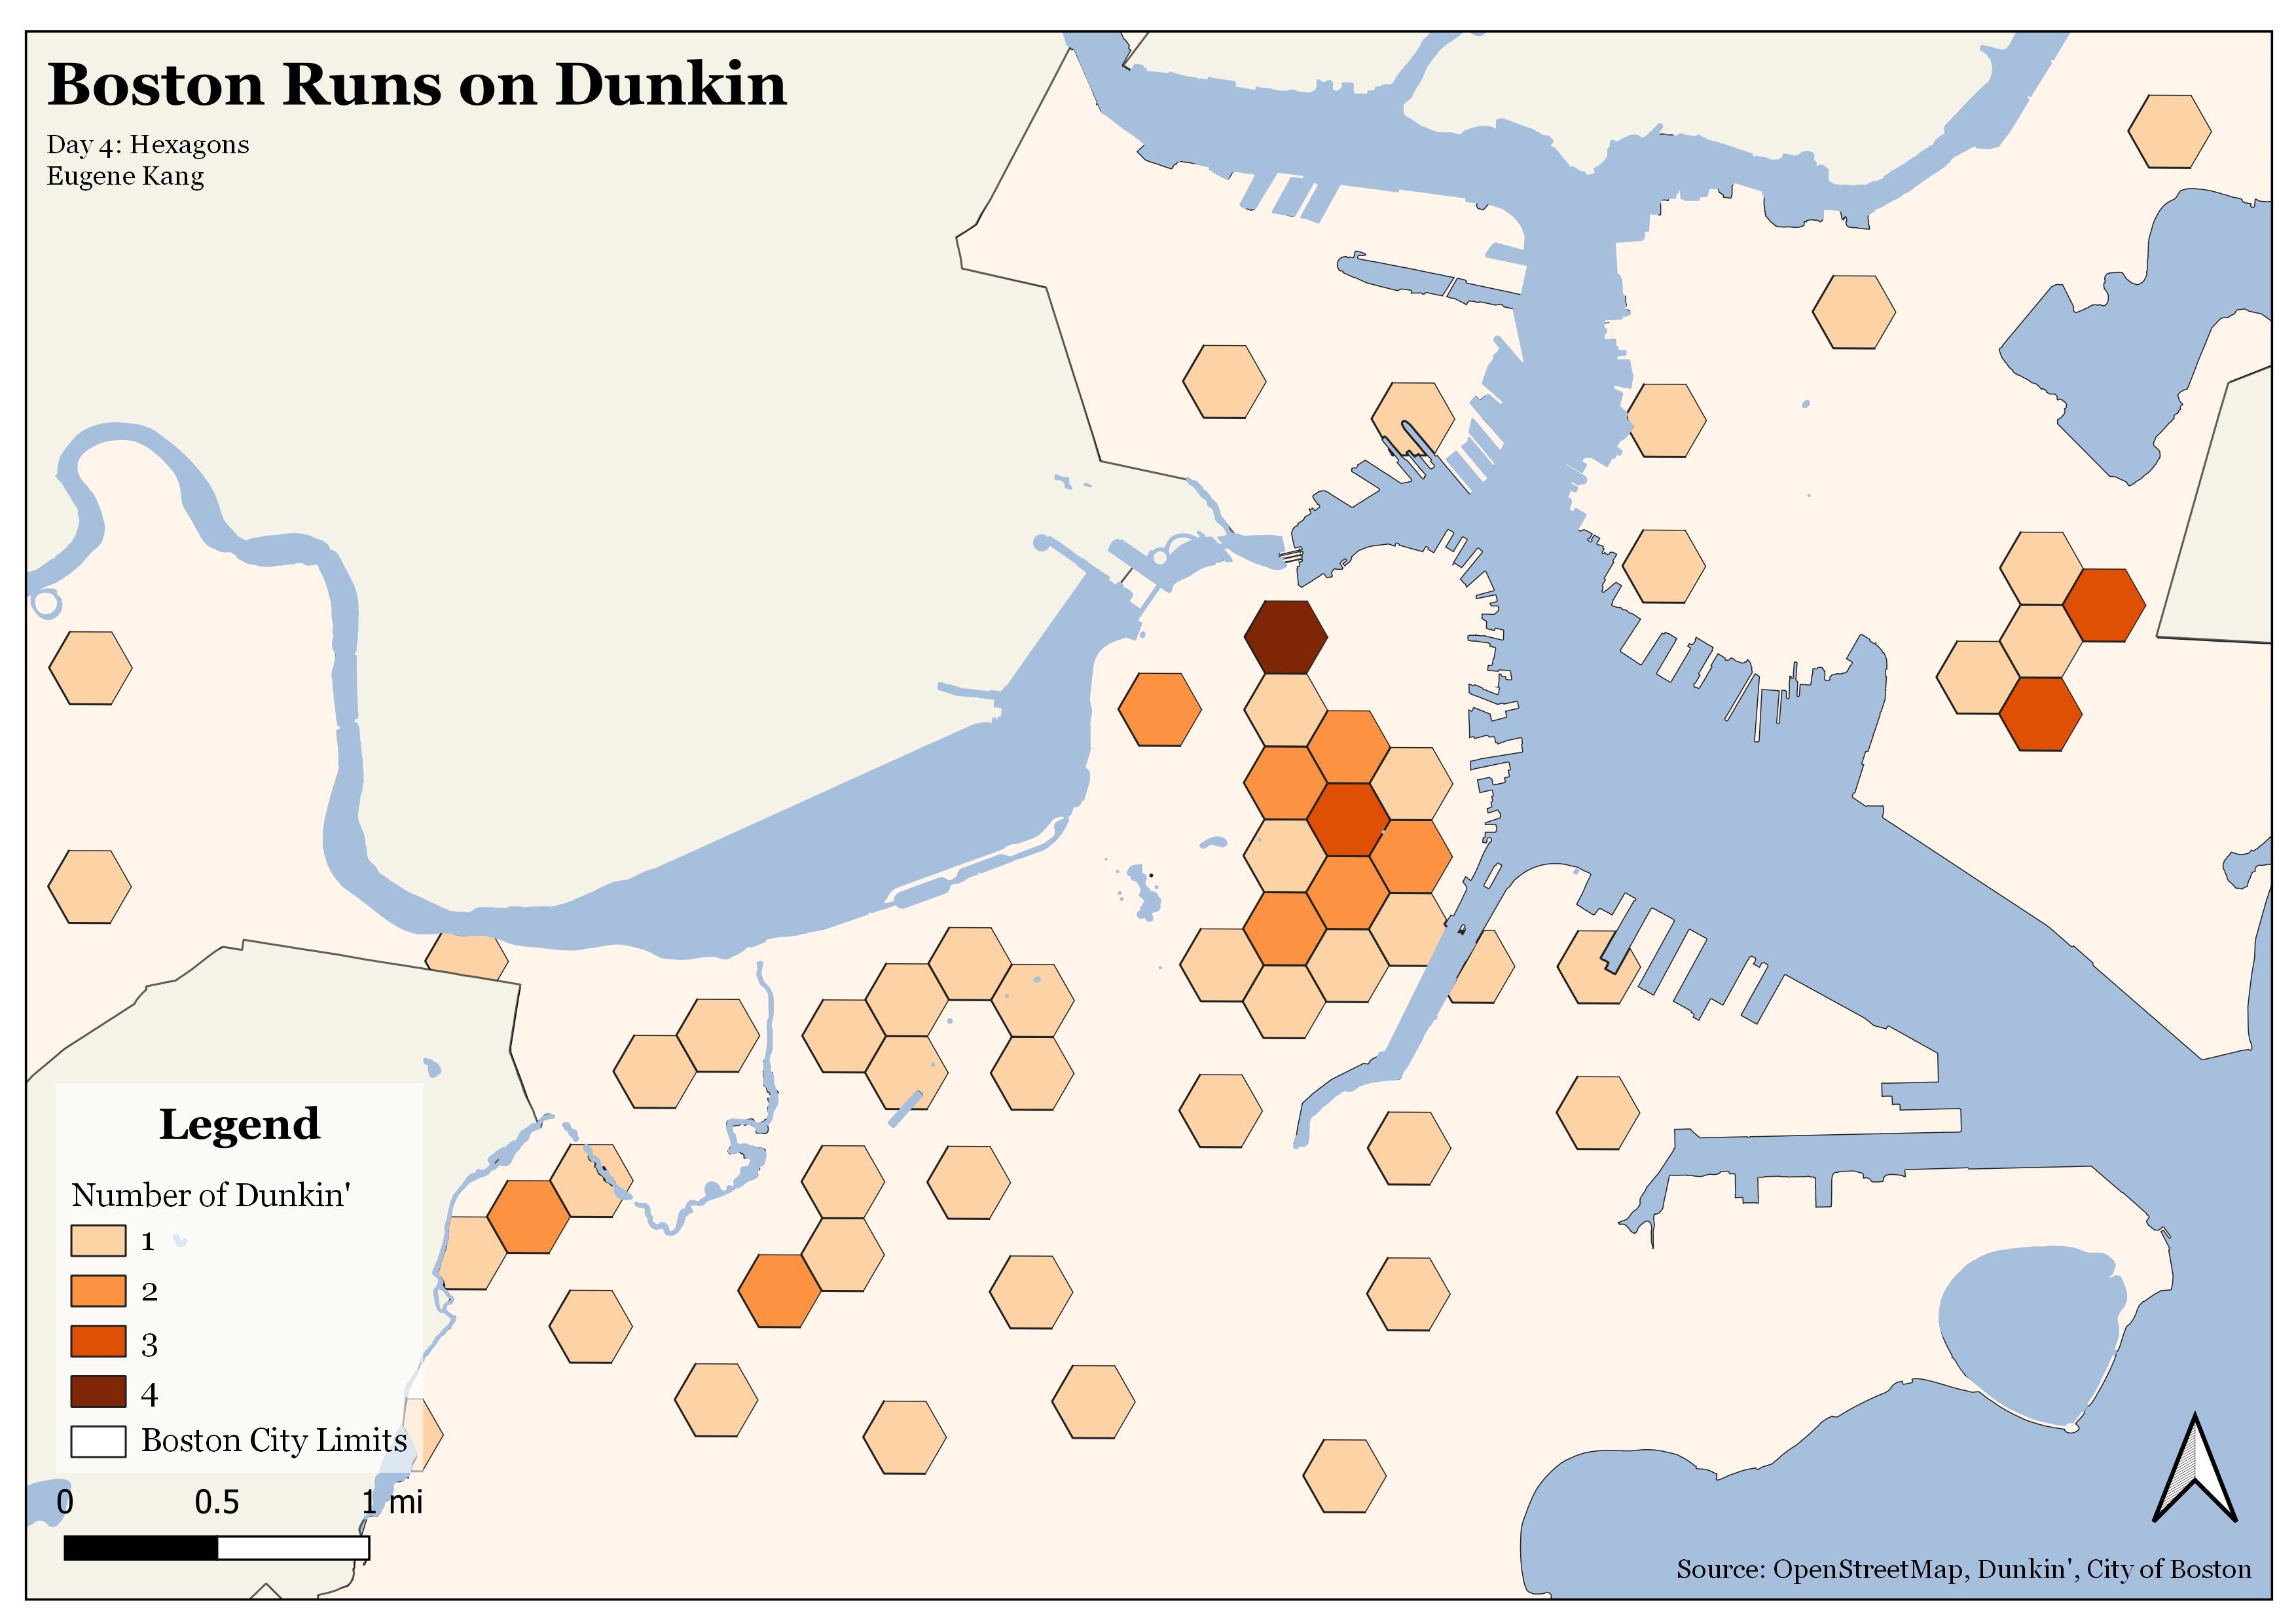 Boston Runs on Dunkin
Day 4: Hexagons
Eugene Kang
Legend
Number of Dunkin'
1
2
3
4
Boston City Limits
0 0.5 1 mi
Source: OpenStreetMap, Dunkin', City of Boston